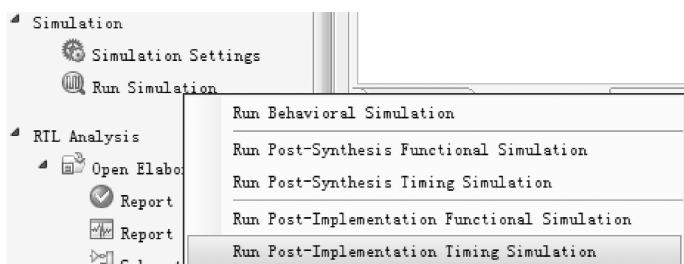 Simulation
Simulation Settings
Run Simulation
Run Behavioral Simulation
RTL Analysis
Run Post-Synthesis Functional Simulation
Open Elabo
Run Post-Synthesis Timing Simulation
Report
Run Post-Implementation Functional Simulation
Report
Run Post-Implementation Timing Simulation